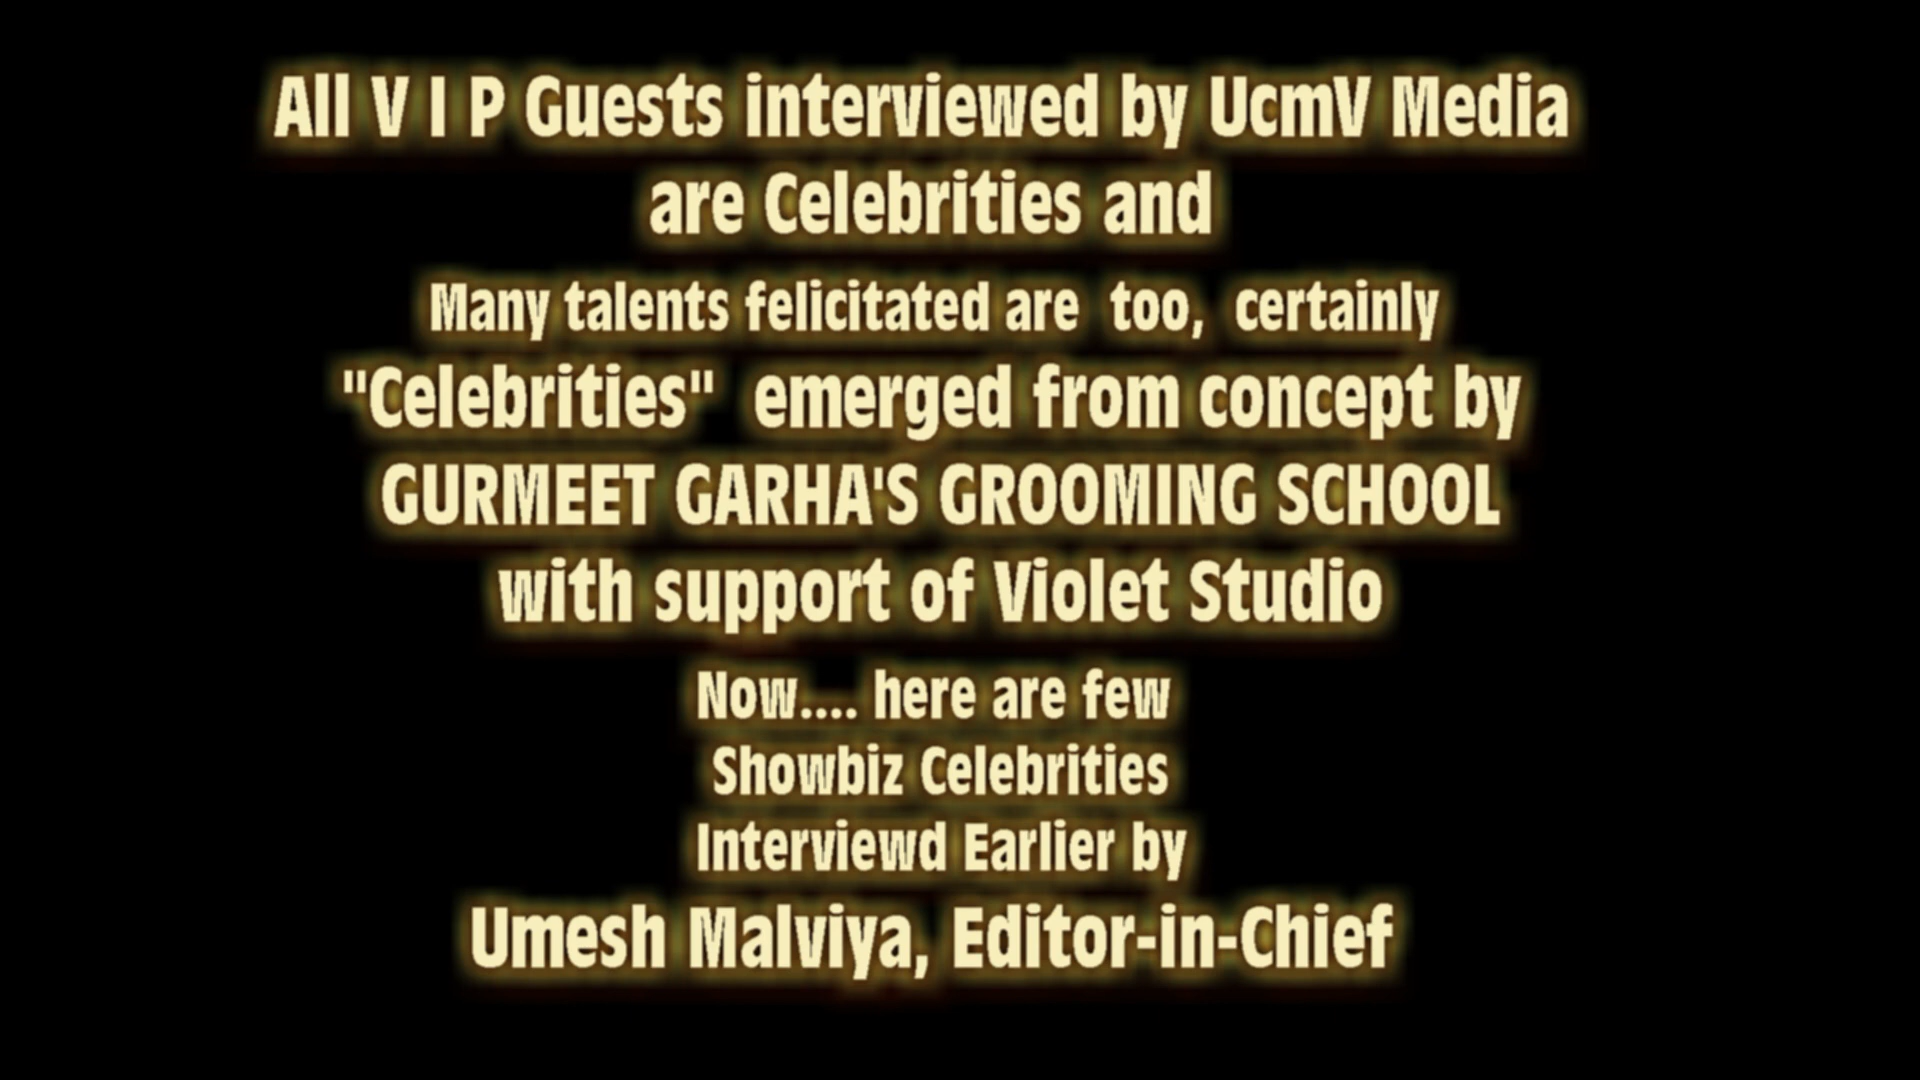 All V I P Guests interviewed by UcmV Media
are Celebrities and
Many talents felicitated are too, certainly
"Celebrities" emerged from concept by
GURMEET GARHA'S GROOMING SCHOOL
with support of Violet Studio
Now.... here are few
Showbiz Celebrities
Interviewd Earlier by
Umesh Malviya, Editor-in-Chief